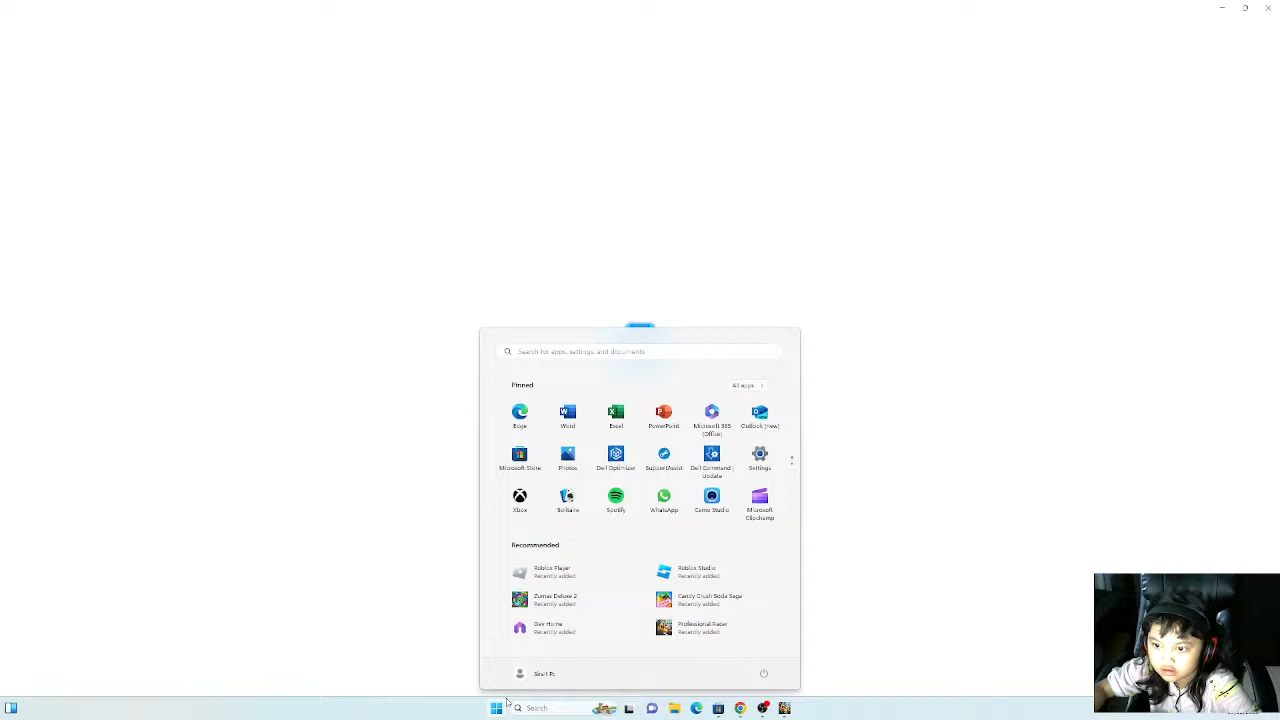 Search for apps, settings, and documents
Pinned
All apps
Edge
Word
Excel
PowerPoint
Microsoft 365
(Office)
Outlook (new)
Microsoft Store
Photos
Dell Optimizer
SupportAssist
Dell Command |
Update
Settings
Xbox
Solitaire
Spotify
WhatsApp
Camo Studio
Microsoft
Clipchamp
Recommended
Roblox Player
Recently added
Roblox Studio
Recently added
Zumas Deluxe 2
Recently added
Candy Crush Soda Saga
Recently added
Dev Home
Recently added
Professional Racer
Recently added
Search